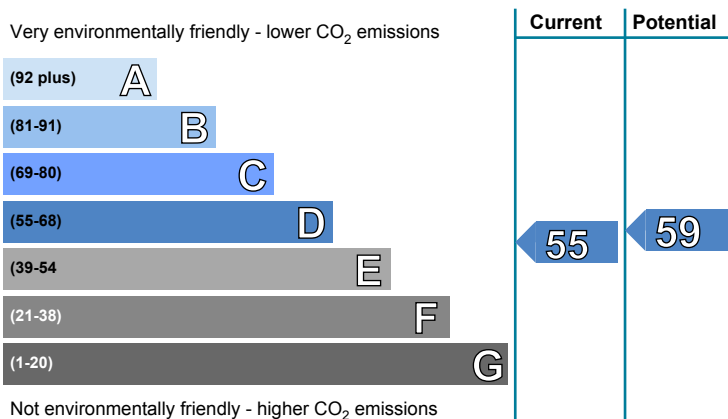 Current Potential
Very environmentally friendly - lower CO2 emissions
(92 plus) A
(81-91) B
(69-80) C
(55-68) D
55 59
(39-54 E
(21-38) F
(1-20) G
Not environmentally friendly - higher CO2 emissions